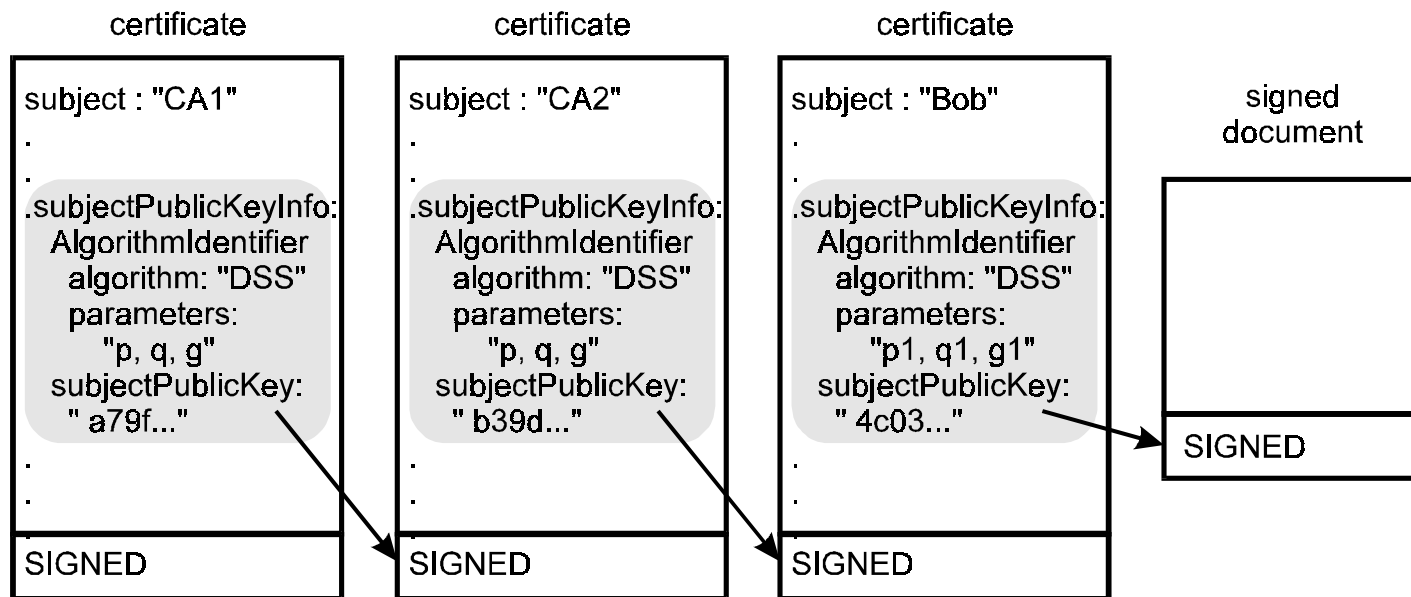 certificate
subject : "CA1"
.
.
.subjectPublicKeyInfo:
AlgorithmIdentifier
algorithm: "DSS"
parameters:
"p, q, g"
subjectPublicKey:
" a79f..."
.
.
.
SIGNED
certificate
subject : "CA2"
.
.
.subjectPublicKeyInfo:
AlgorithmIdentifier
algorithm: "DSS"
parameters:
"p, q, g"
subjectPublicKey:
" b39d..."
.
.
.
SIGNED
certificate
subject : "Bob"
.
.
.subjectPublicKeyInfo:
AlgorithmIdentifier
algorithm: "DSS"
parameters:
"p1, q1, g1"
subjectPublicKey:
" 4c03..."
.
.
.
SIGNED
signed
document
SIGNED